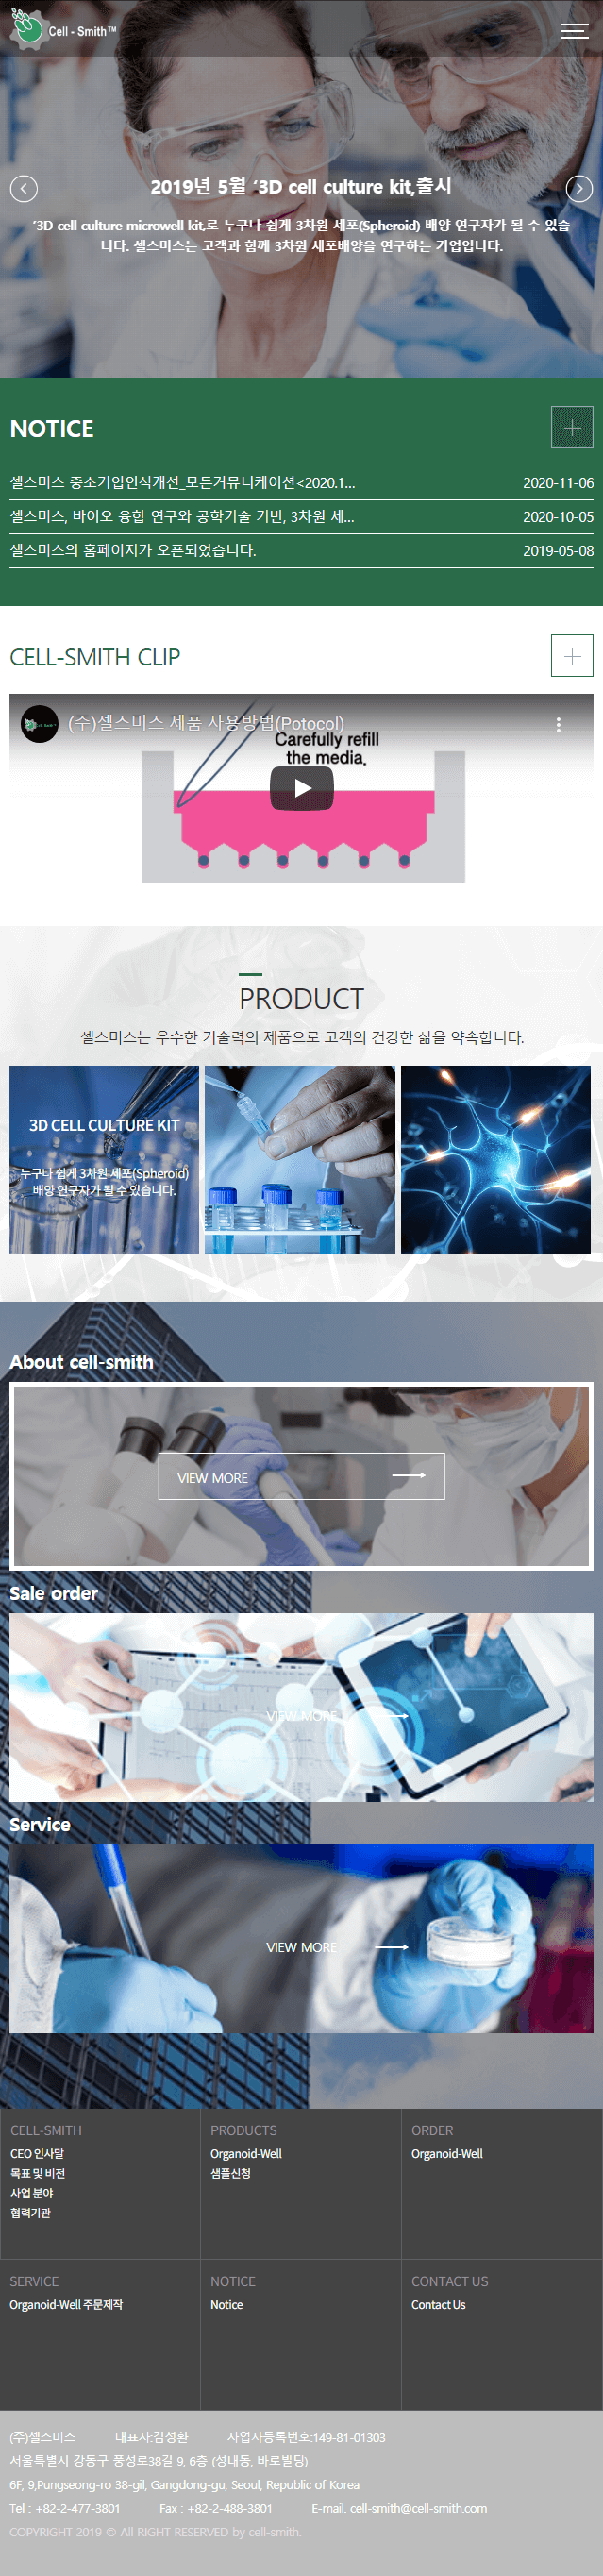 Cell - Smith™
2019년 5월 ‘3D cell culture kit,출시
‘3D cell culture microwell kit,로 누구나 쉽게 3차원 세포(Spheroid) 배양 연구자가 될 수 있습
니다. 셀스미스는 고객과 함께 3차원 세포배양을 연구하는 기업입니다.
NOTICE
셀스미스 중소기업인식개선_모든커뮤니케이션<2020.1... 2020-11-06
셀스미스, 바이오 융합 연구와 공학기술 기반, 3차원 세... 2020-10-05
셀스미스의 홈페이지가 오픈되었습니다. 2019-05-08
CELL-SMITH CLIP
(주)셀스미스 제품 사용방법(Potocol)
Carefully refill
the media.
PRODUCT
셀스미스는 우수한 기술력의 제품으로 고객의 건강한 삶을 약속합니다.
3D CELL CULTURE KIT
누구나 쉽게 3차원 세포(Spheroid)
배양 연구자가 될 수 있습니다.
About cell-smith
VIEW MORE
Sale order
VIEW MORE
Service
VIEW MORE
CELL-SMITH
CEO 인사말
목표 및 비전
사업 분야
협력기관
PRODUCTS
Organoid-Well
샘플신청
ORDER
Organoid-Well
SERVICE
Organoid-Well 주문제작
NOTICE
Notice
CONTACT US
Contact Us
(주)셀스미스 대표자:김성환 사업자등록번호:149-81-01303
서울특별시 강동구 풍성로38길 9, 6층 (성내동, 바로빌딩)
6F, 9,Pungseong-ro 38-gil, Gangdong-gu, Seoul, Republic of Korea
Tel : +82-2-477-3801 Fax : +82-2-488-3801 E-mail. cell-smith@cell-smith.com
COPYRIGHT 2019 © All RIGHT RESERVED by cell-smith.